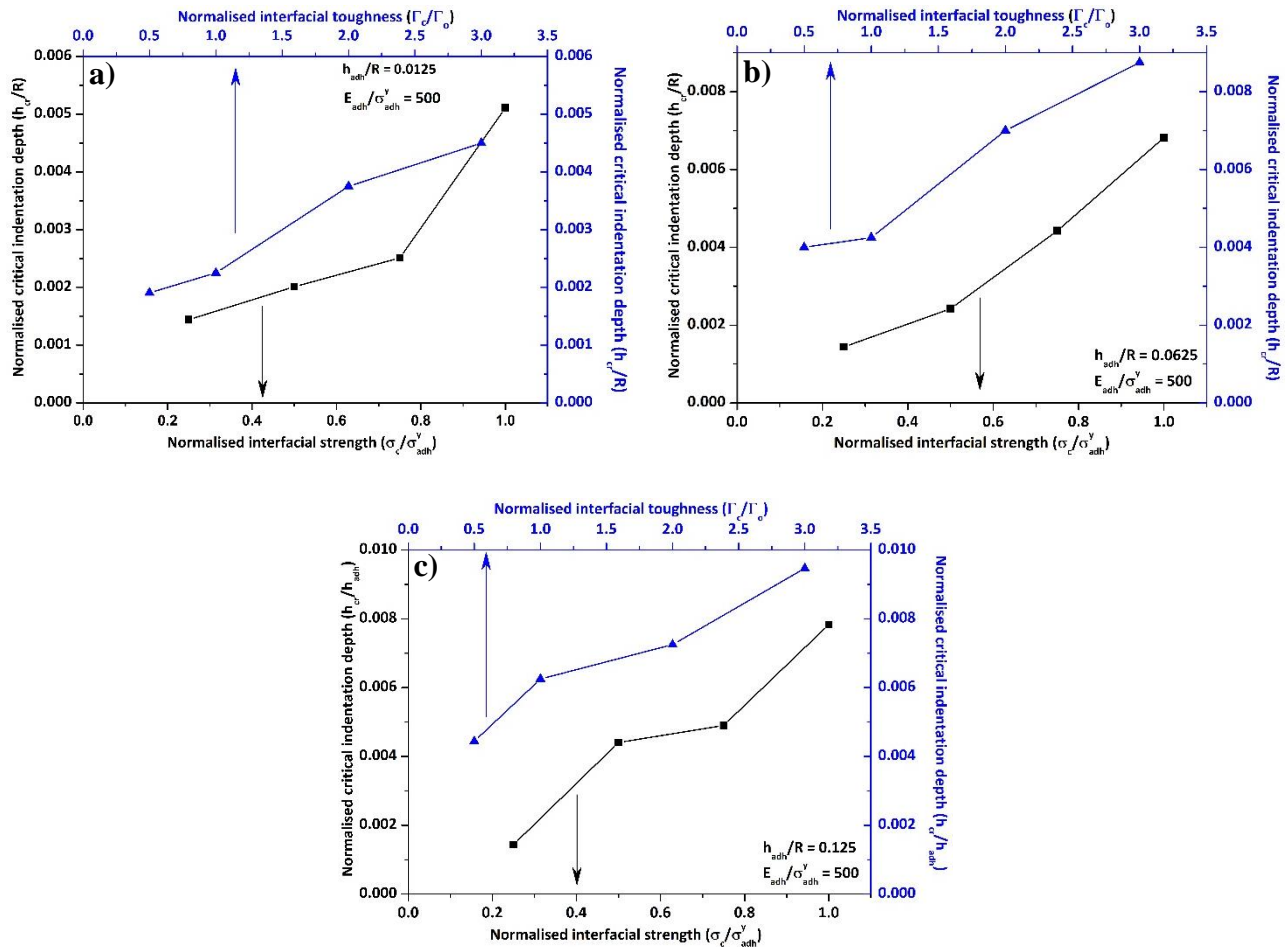 Normalised interfacial toughness (Γc/Γo)
0.0 0.5 1.0 1.5 2.0 2.5 3.0 3.5
a)
hadh/R = 0.0125
Eadh/σyadh = 500
Normalised critical indentation depth (hcr/R)
0.006
0.005
0.004
0.003
0.002
0.001
0.000
0.006
0.005
0.004
0.003
0.002
0.001
0.000
Normalised critical indentation depth (hcr/R)
0.0 0.2 0.4 0.6 0.8 1.0
Normalised interfacial strength (σc/σyadh)
Normalised interfacial toughness (Γc/Γo)
0.0 0.5 1.0 1.5 2.0 2.5 3.0 3.5
b)
Normalised critical indentation depth (hcr/R)
0.008
0.006
0.004
0.002
0.000
0.008
0.006
0.004
0.002
0.000
Normalised critical indentation depth (hcr/R)
hadh/R = 0.0625
Eadh/σyadh = 500
0.0 0.2 0.4 0.6 0.8 1.0
Normalised interfacial strength (σc/σyadh)
Normalised interfacial toughness (Γc/Γo)
0.0 0.5 1.0 1.5 2.0 2.5 3.0 3.5
c)
Normalised critical indentation depth (hcr/hadh)
0.010
0.008
0.006
0.004
0.002
0.000
0.010
0.008
0.006
0.004
0.002
0.000
Normalised critical indentation depth (hcr/hadh)
hadh/R = 0.125
Eadh/σyadh = 500
0.0 0.2 0.4 0.6 0.8 1.0
Normalised interfacial strength (σc/σyadh)